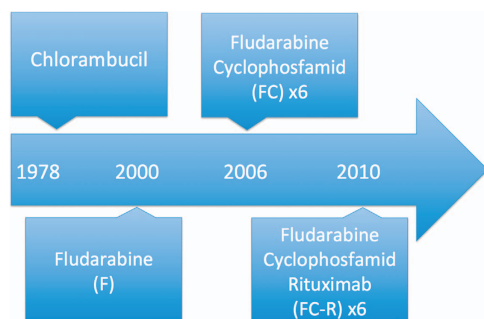 Chlorambucil
Fludarabine
Cyclophosfamid
(FC) x6
1978 2000 2006 2010
Fludarabine
(F)
Fludarabine
Cyclophosfamid
Rituximab
(FC-R) x6